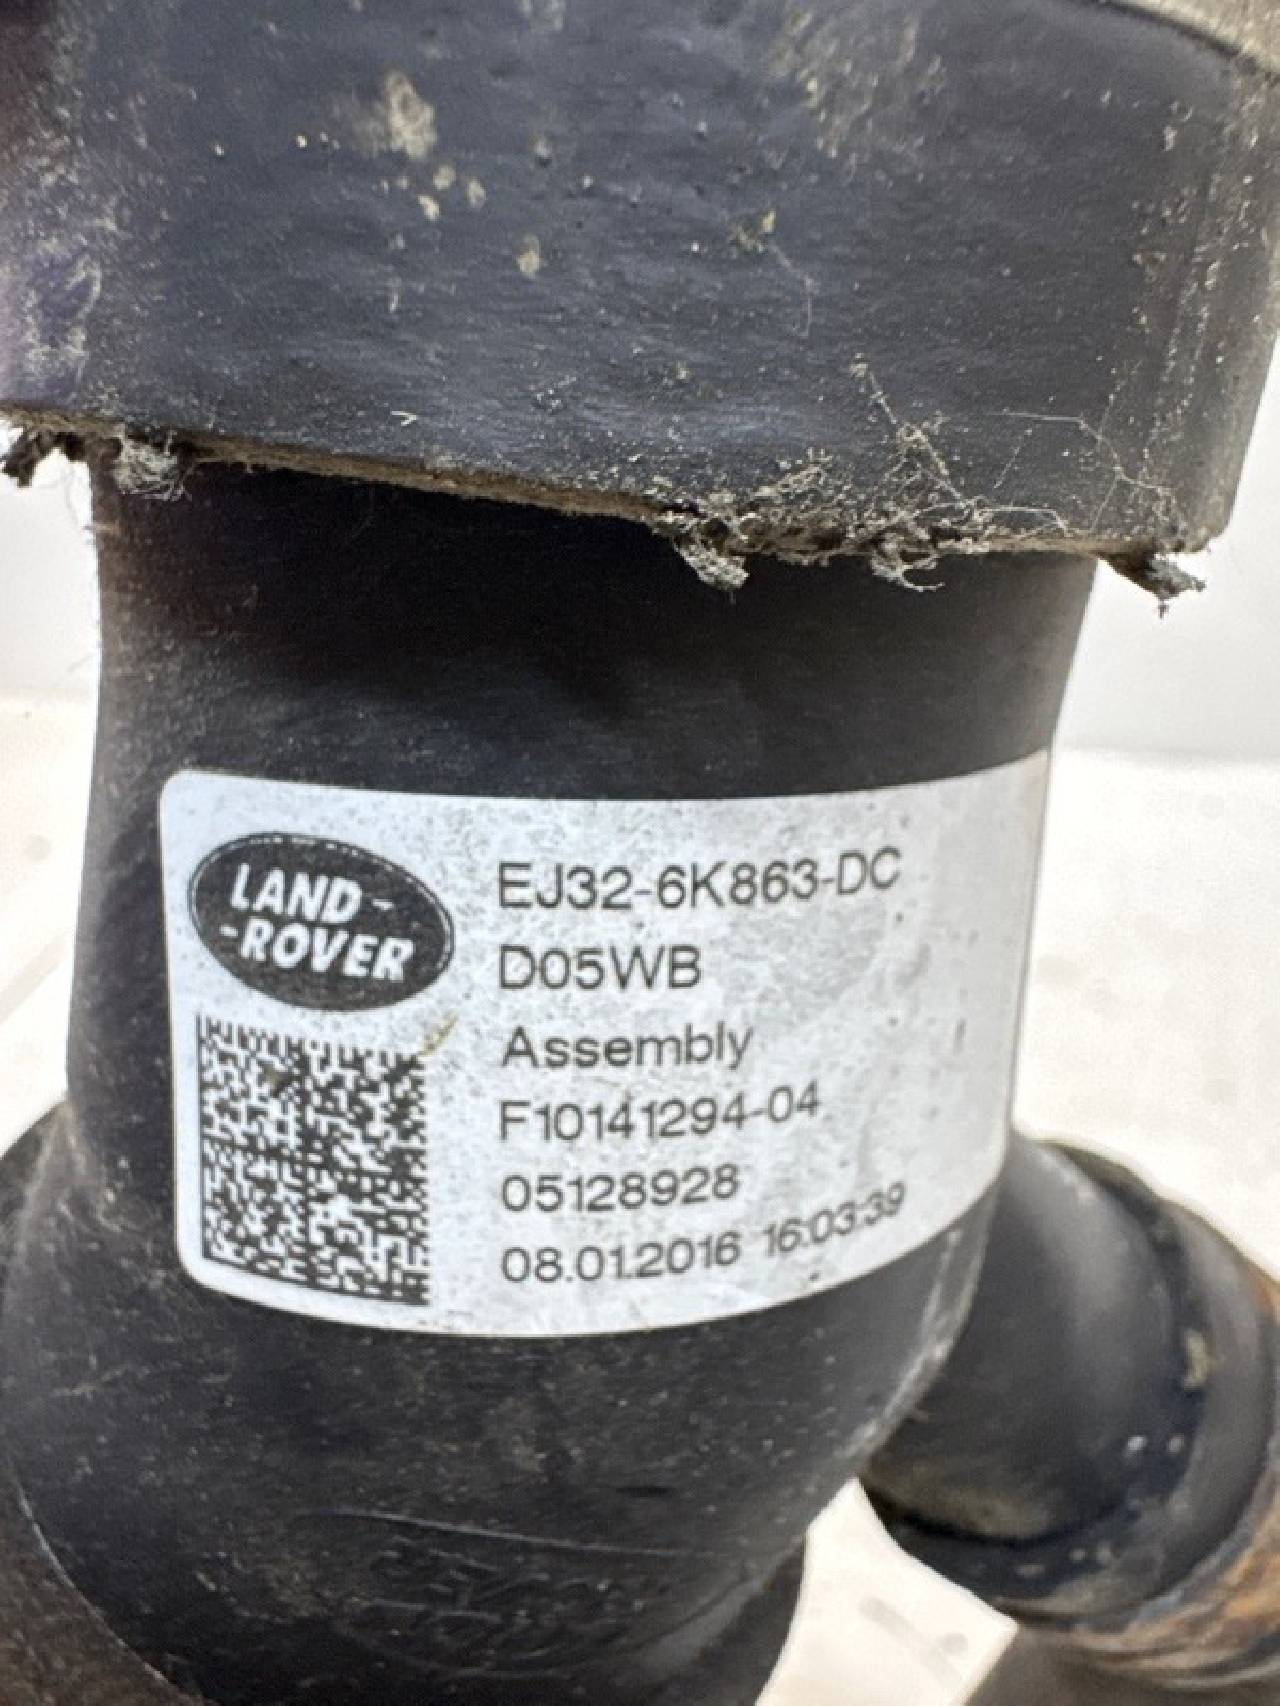 LAND-
-ROVER
EJ32-6K863-DC
D05WB
Assembly
F10141294-04
05128928
08.01.2016 16:03:39